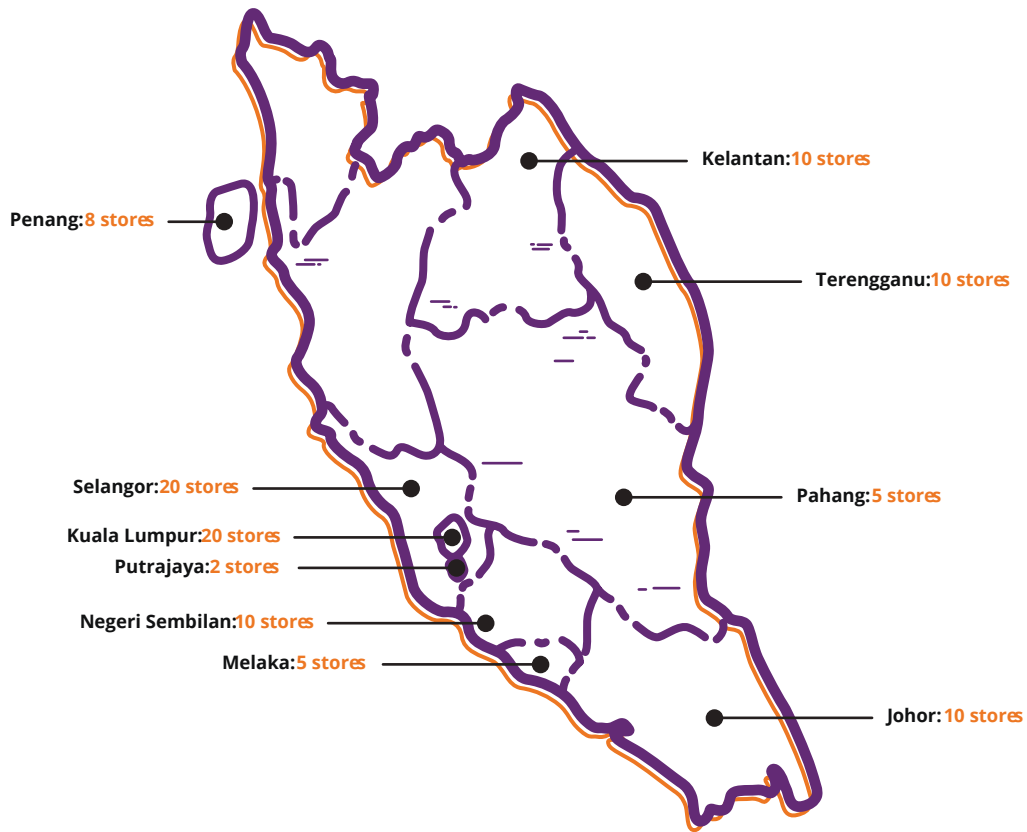 Kelantan:10 stores
Penang:8 stores
Terengganu:10 stores
Selangor:20 stores
Pahang:5 stores
Kuala Lumpur:20 stores
Putrajaya:2 stores
Negeri Sembilan:10 stores
Melaka:5 stores
Johor:10 stores